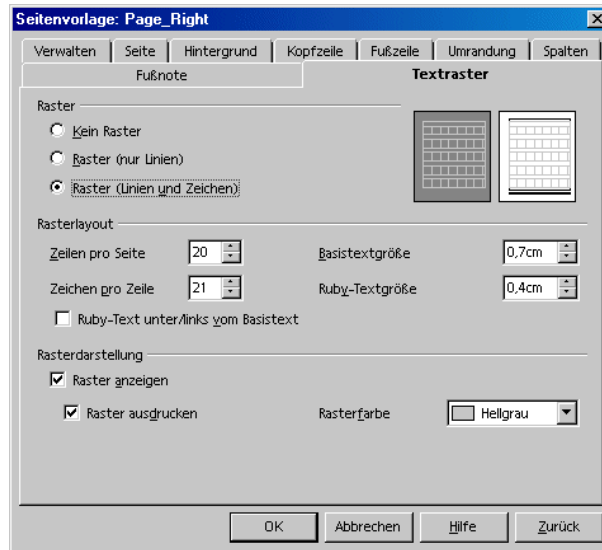 Seitenvorlage: Page_Right
Verwalten Seite Hintergrund Kopfzeile Fußzeile Umrandung Spalten
Fußnote Textraster
Raster
Kein Raster
Raster (nur Linien)
Raster (Linien und Zeichen)
Rasterlayout
Zeilen pro Seite 20 Basistextgröße 0,7cm
Zeichen pro Zeile 21 Ruby-Textgröße 0,4cm
Ruby-Text unter/links vom Basistext
Rasterdarstellung
Raster anzeigen
Raster ausdrucken Rasterfarbe Hellgrau
OK Abbrechen Hilfe Zurück